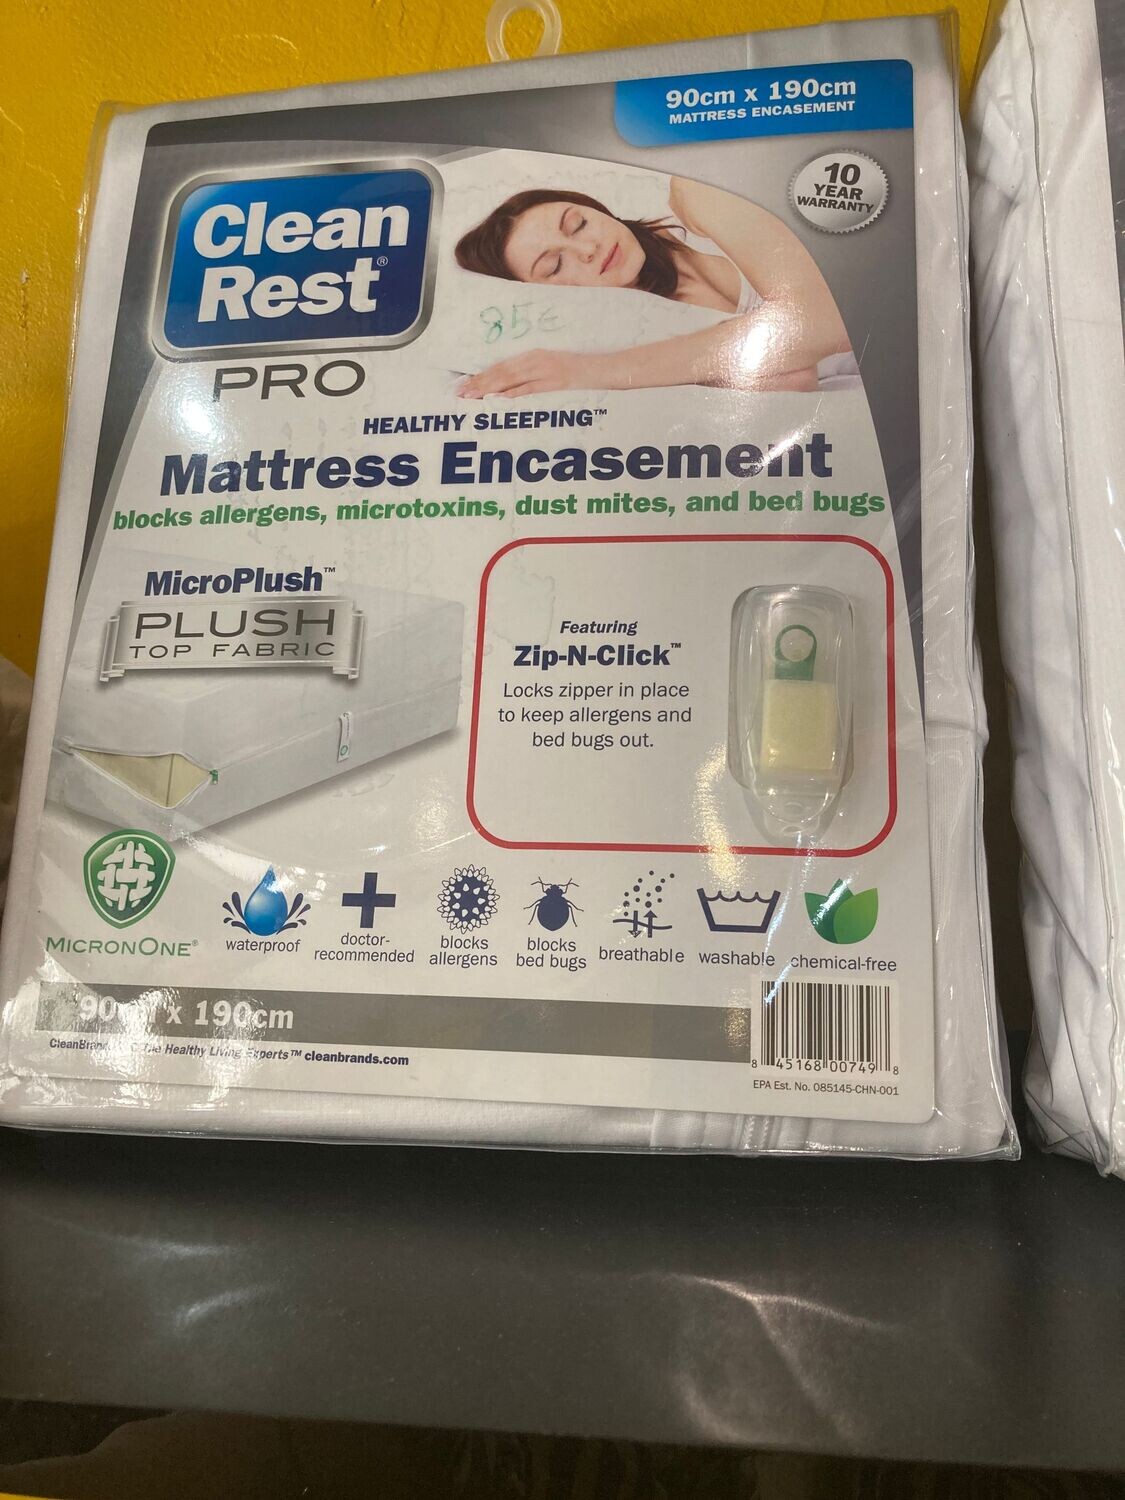 90cm x 190cm
MATTRESS ENCASEMENT
10
YEAR
WARRANTY
Clean
Rest®
PRO
85€
HEALTHY SLEEPING™
Mattress Encasement
blocks allergens, microtoxins, dust mites, and bed bugs
MicroPlush™
PLUSH
TOP FABRIC
Featuring
Zip-N-Click™
Locks zipper in place
to keep allergens and
bed bugs out.
MICRONONE®
waterproof
doctor-
recommended
blocks
allergens
blocks
bed bugs
breathable
washable
chemical-free
x 190cm
Healthy Living Experts™ cleanbrands.com
8 45168 00749 8
EPA Est. No. 085145-CHN-001